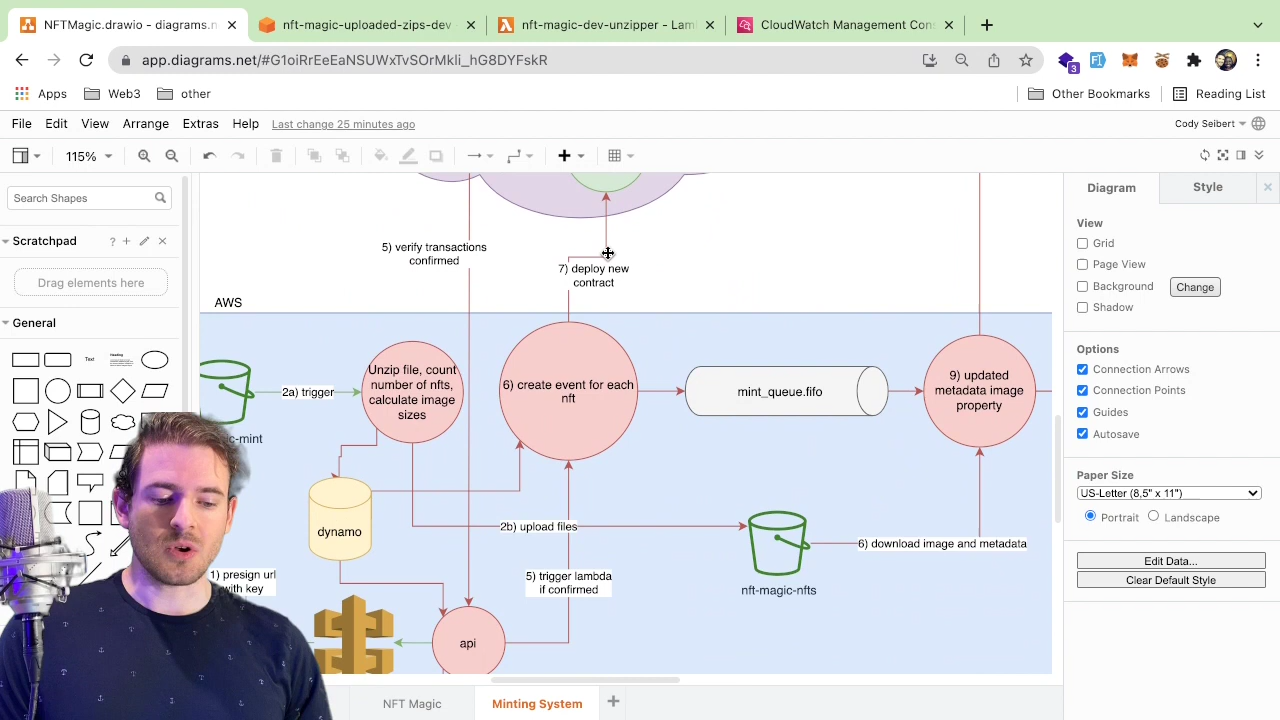 NFTMagic.drawio - diagrams.n
nft-magic-uploaded-zips-dev -
nft-magic-dev-unzipper - Lam
CloudWatch Management Con
app.diagrams.net/#G1oiRrEeEaNSUWxTvSOrMkli_hG8DYFskR
3
Apps
Web3
other
Other Bookmarks
Reading List
File Edit View Arrange Extras Help Last change 25 minutes ago
Cody Seibert
115%
Search Shapes
Scratchpad
?
Drag elements here
General
Text
Heading
5) verify transactions
confirmed
7) deploy new
contract
AWS
2a) trigger
Unzip file, count
number of nfts,
calculate image
sizes
6) create event for each
nft
mint_queue.fifo
9) updated
metadata image
property
ic-mint
dynamo
2b) upload files
6) download image and metadata
1) presign url
with key
5) trigger lambda
if confirmed
nft-magic-nfts
api
NFT Magic
Minting System
Diagram
Style
View
Grid
Page View
Background
Change
Shadow
Options
Connection Arrows
Connection Points
Guides
Autosave
Paper Size
US-Letter (8,5" x 11")
Portrait
Landscape
Edit Data...
Clear Default Style